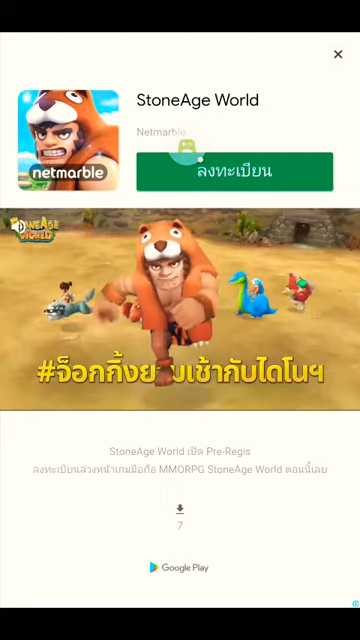 StoneAge World
Netmarble
netmarble
ลงทะเบียน
STONEAGE
WORLD
#จ็อกกิ้งยามเช้ากับไดโนฯ
StoneAge World เปิด Pre-Regis
ลงทะเบียนล่วงหน้าเกมมือถือ MMORPG StoneAge World ตอนนี้เลย
7
Google Play